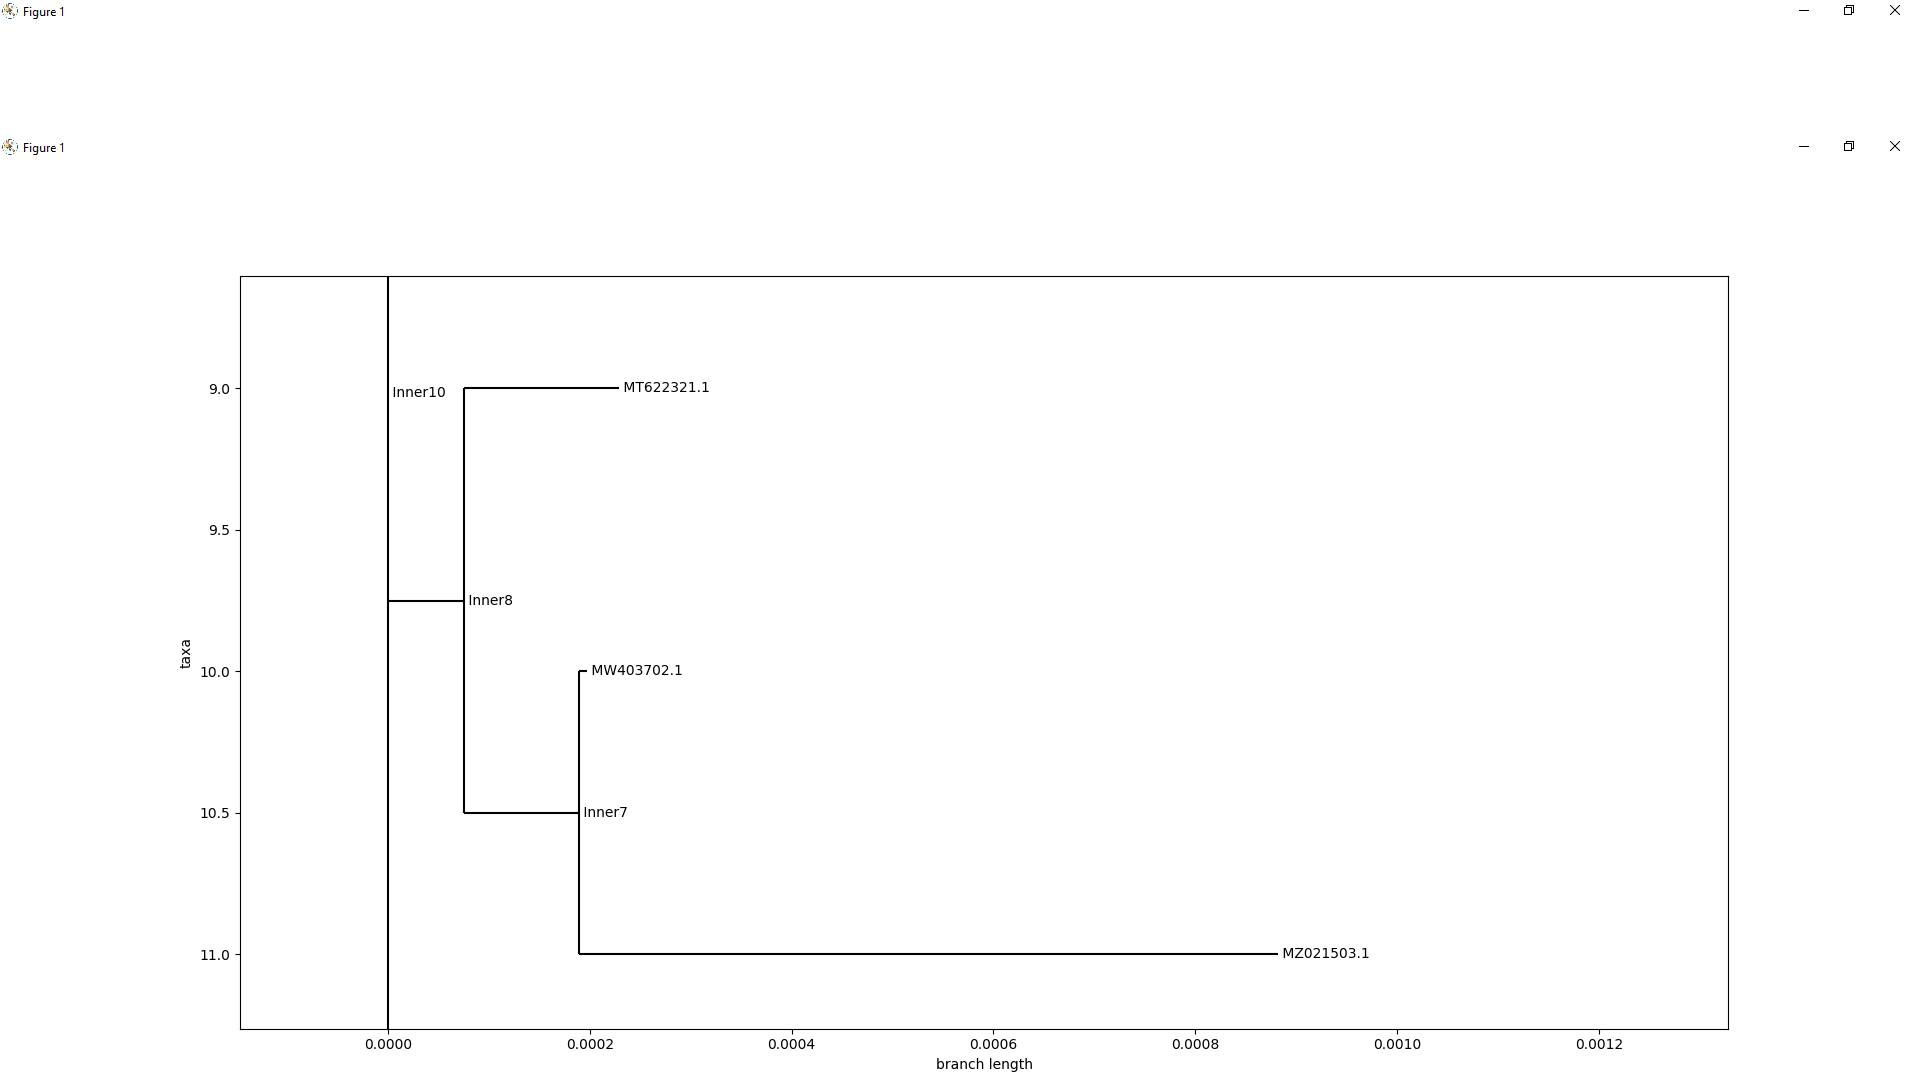 Figure 1
Figure 1
Inner10
9.0
MT622321.1
9.5
Inner8
taxa
10.0
MW403702.1
10.5
Inner7
11.0
MZ021503.1
0.0000 0.0002 0.0004 0.0006 0.0008 0.0010 0.0012
branch length